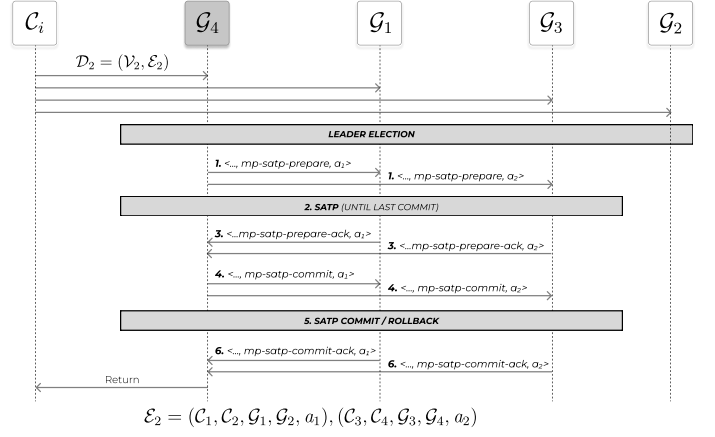 𝒞ᵢ 𝒢₄ 𝒢₁ 𝒢₃ 𝒢₂
𝒟₂ = (𝒱₂, ℰ₂)
LEADER ELECTION
1. <..., mp-satp-prepare, a₁>
1. <..., mp-satp-prepare, a₂>
2. SATP (UNTIL LAST COMMIT)
3. <...mp-satp-prepare-ack, a₁>
3. <...mp-satp-prepare-ack, a₂>
4. <..., mp-satp-commit, a₁>
4. <..., mp-satp-commit, a₂>
5. SATP COMMIT / ROLLBACK
6. <..., mp-satp-commit-ack, a₁>
6. <..., mp-satp-commit-ack, a₂>
Return
ℰ₂ = (𝒞₁, 𝒞₂, 𝒢₁, 𝒢₂, a₁), (𝒞₃, 𝒞₄, 𝒢₃, 𝒢₄, a₂)